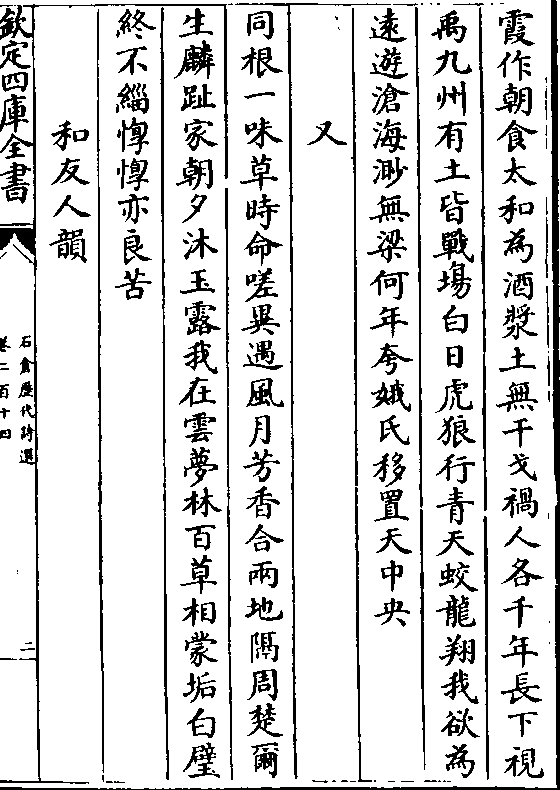 霞作朝食太和為酒漿土無干戈禍人各千年長下視
禹九州有土皆戰場白日虎狼行青天蛟龍翔我欲為
遠遊滄海渺無梁何年夸娥氏移置天中央
又
同根一味草時命嗟異遇風月芳香合兩地隔周楚爾
生麟趾家朝夕沐玉露我在雲夢林百草相蒙垢白璧
終不緇惸惸亦良苦
和友人韻
欽定四庫全書
石倉歷代詩選
卷二百十四
二